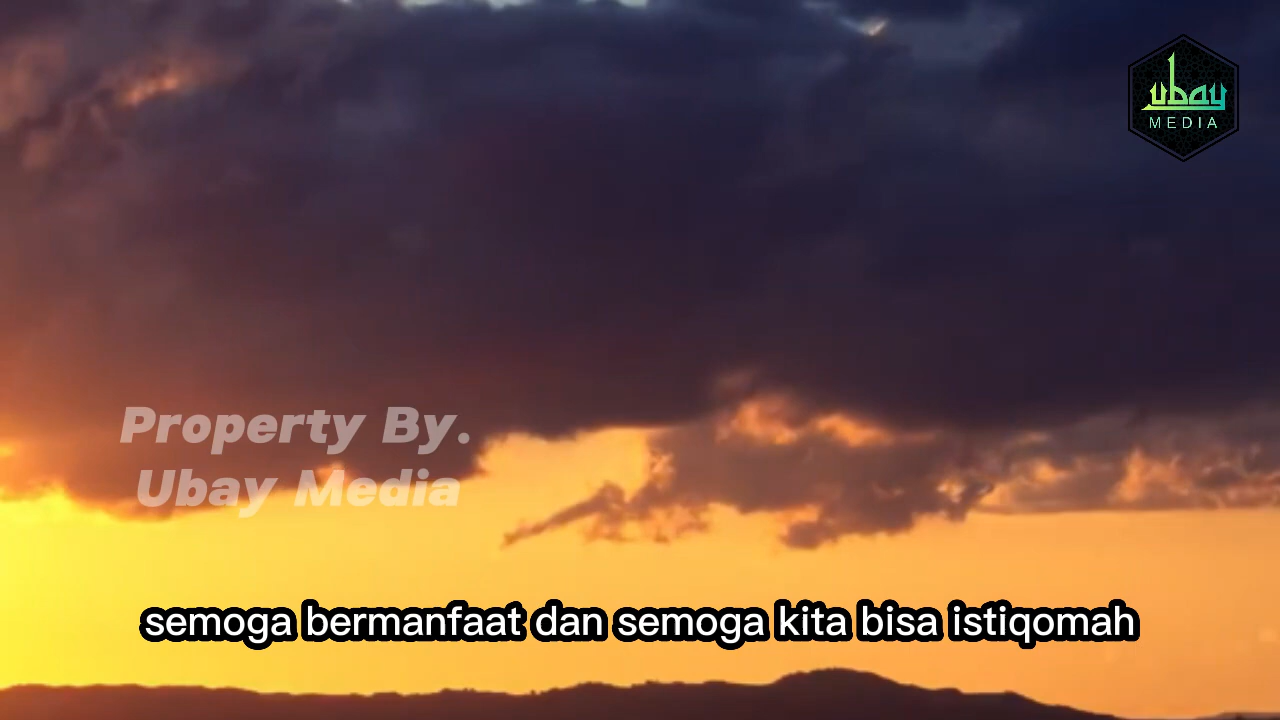 ubay
MEDIA
Property By.
Ubay Media
semoga bermanfaat dan semoga kita bisa istiqomah